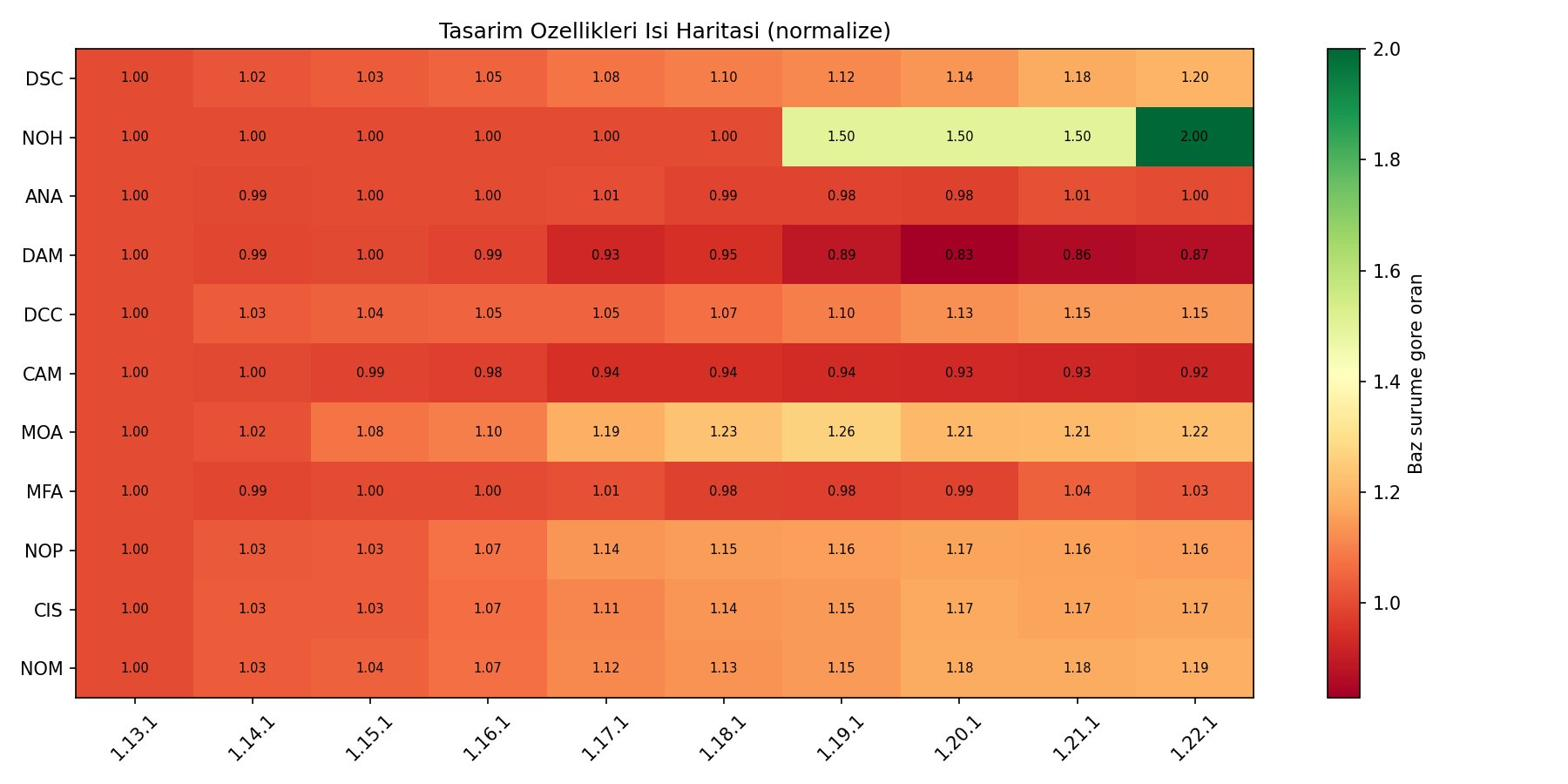 Tasarim Ozellikleri Isi Haritasi (normalize)
DSC 1.00 1.02 1.03 1.05 1.08 1.10 1.12 1.14 1.18 1.20
NOH 1.00 1.00 1.00 1.00 1.00 1.00 1.50 1.50 1.50 2.00
ANA 1.00 0.99 1.00 1.00 1.01 0.99 0.98 0.98 1.01 1.00
DAM 1.00 0.99 1.00 0.99 0.93 0.95 0.89 0.83 0.86 0.87
DCC 1.00 1.03 1.04 1.05 1.05 1.07 1.10 1.13 1.15 1.15
CAM 1.00 1.00 0.99 0.98 0.94 0.94 0.94 0.93 0.93 0.92
MOA 1.00 1.02 1.08 1.10 1.19 1.23 1.26 1.21 1.21 1.22
MFA 1.00 0.99 1.00 1.00 1.01 0.98 0.98 0.99 1.04 1.03
NOP 1.00 1.03 1.03 1.07 1.14 1.15 1.16 1.17 1.16 1.16
CIS 1.00 1.03 1.03 1.07 1.11 1.14 1.15 1.17 1.17 1.17
NOM 1.00 1.03 1.04 1.07 1.12 1.13 1.15 1.18 1.18 1.19
1.13.1 1.14.1 1.15.1 1.16.1 1.17.1 1.18.1 1.19.1 1.20.1 1.21.1 1.22.1
2.0
1.8
1.6
1.4
1.2
1.0
Baz surume gore oran